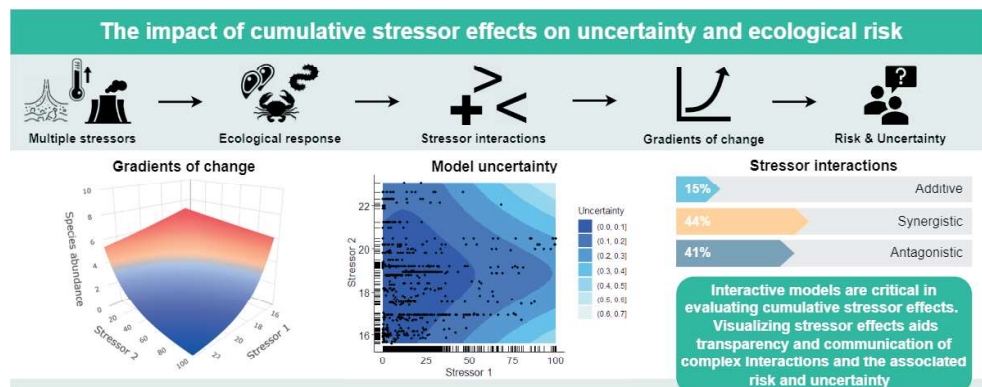 The impact of cumulative stressor effects on uncertainty and ecological risk
Multiple stressors
Ecological response
Stressor interactions
Gradients of change
Risk & Uncertainty
?
+ > <
Gradients of change
Species abundance
10
8
6
4
2
0
0
20
40
60
80
100
Stressor 2
16
18
20
22
Stressor 1
Model uncertainty
Stressor 2
22
20
18
16
0
25
50
75
100
Stressor 1
Uncertainty
(0.0, 0.1]
(0.1, 0.2]
(0.2, 0.3]
(0.3, 0.4]
(0.4, 0.5]
(0.5, 0.6]
(0.6, 0.7]
Stressor interactions
15% Additive
44% Synergistic
41% Antagonistic
Interactive models are critical in
evaluating cumulative stressor effects.
Visualizing stressor effects aids
transparency and communication of
complex interactions and the associated
risk and uncertainty